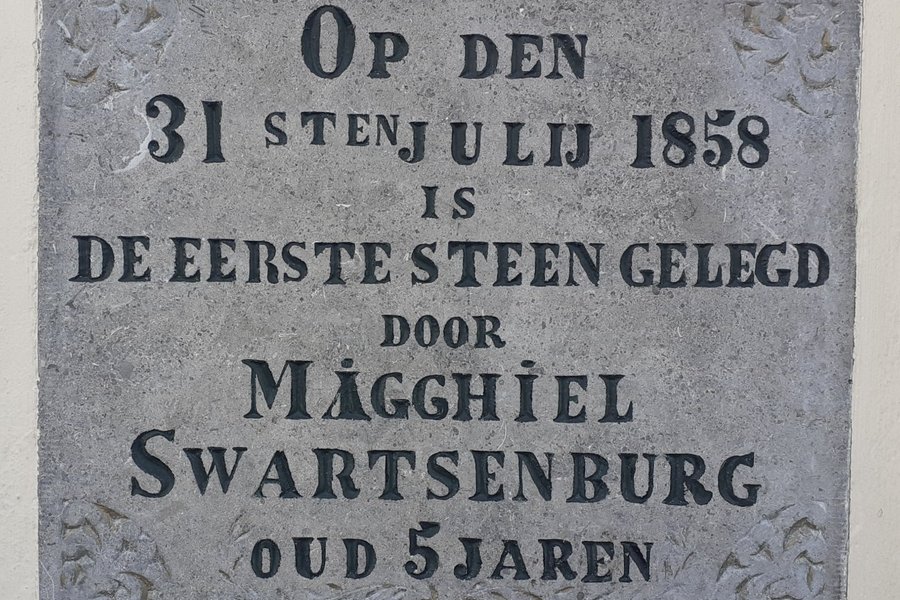 Op den
31 sten Julij 1858
is
de eerste steen gelegd
door
Magghiel
Swartsenburg
oud 5 jaren